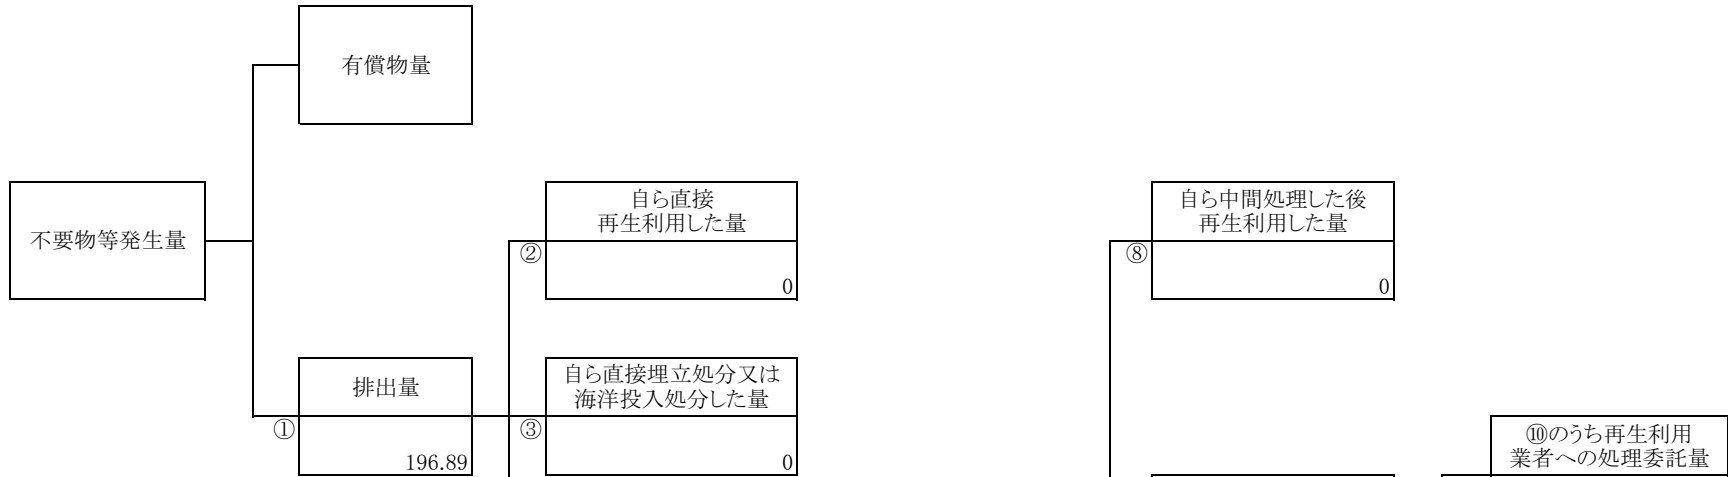 有償物量
不要物等発生量
自ら直接
再生利用した量
②
0
自ら中間処理した後
再生利用した量
⑧
0
排出量
①
196.89
自ら直接埋立処分又は
海洋投入処分した量
③
0
⑩のうち再生利用
業者への処理委託量